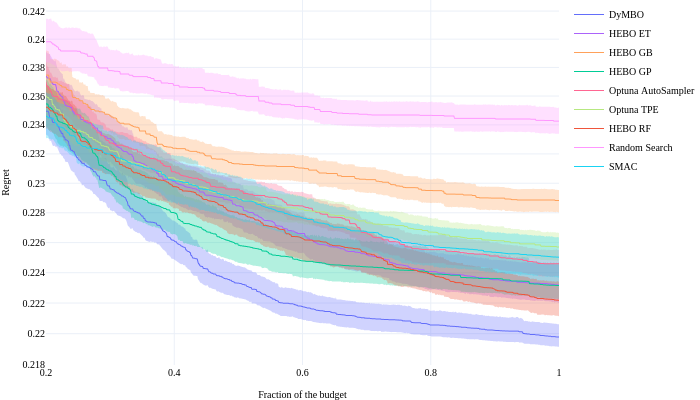 0.242
0.24
0.238
0.236
0.234
0.232
0.23
0.228
0.226
0.224
0.222
0.22
0.218
Regret
0.2
0.4
0.6
0.8
1
Fraction of the budget
DyMBO
HEBO ET
HEBO GB
HEBO GP
Optuna AutoSampler
Optuna TPE
HEBO RF
Random Search
SMAC